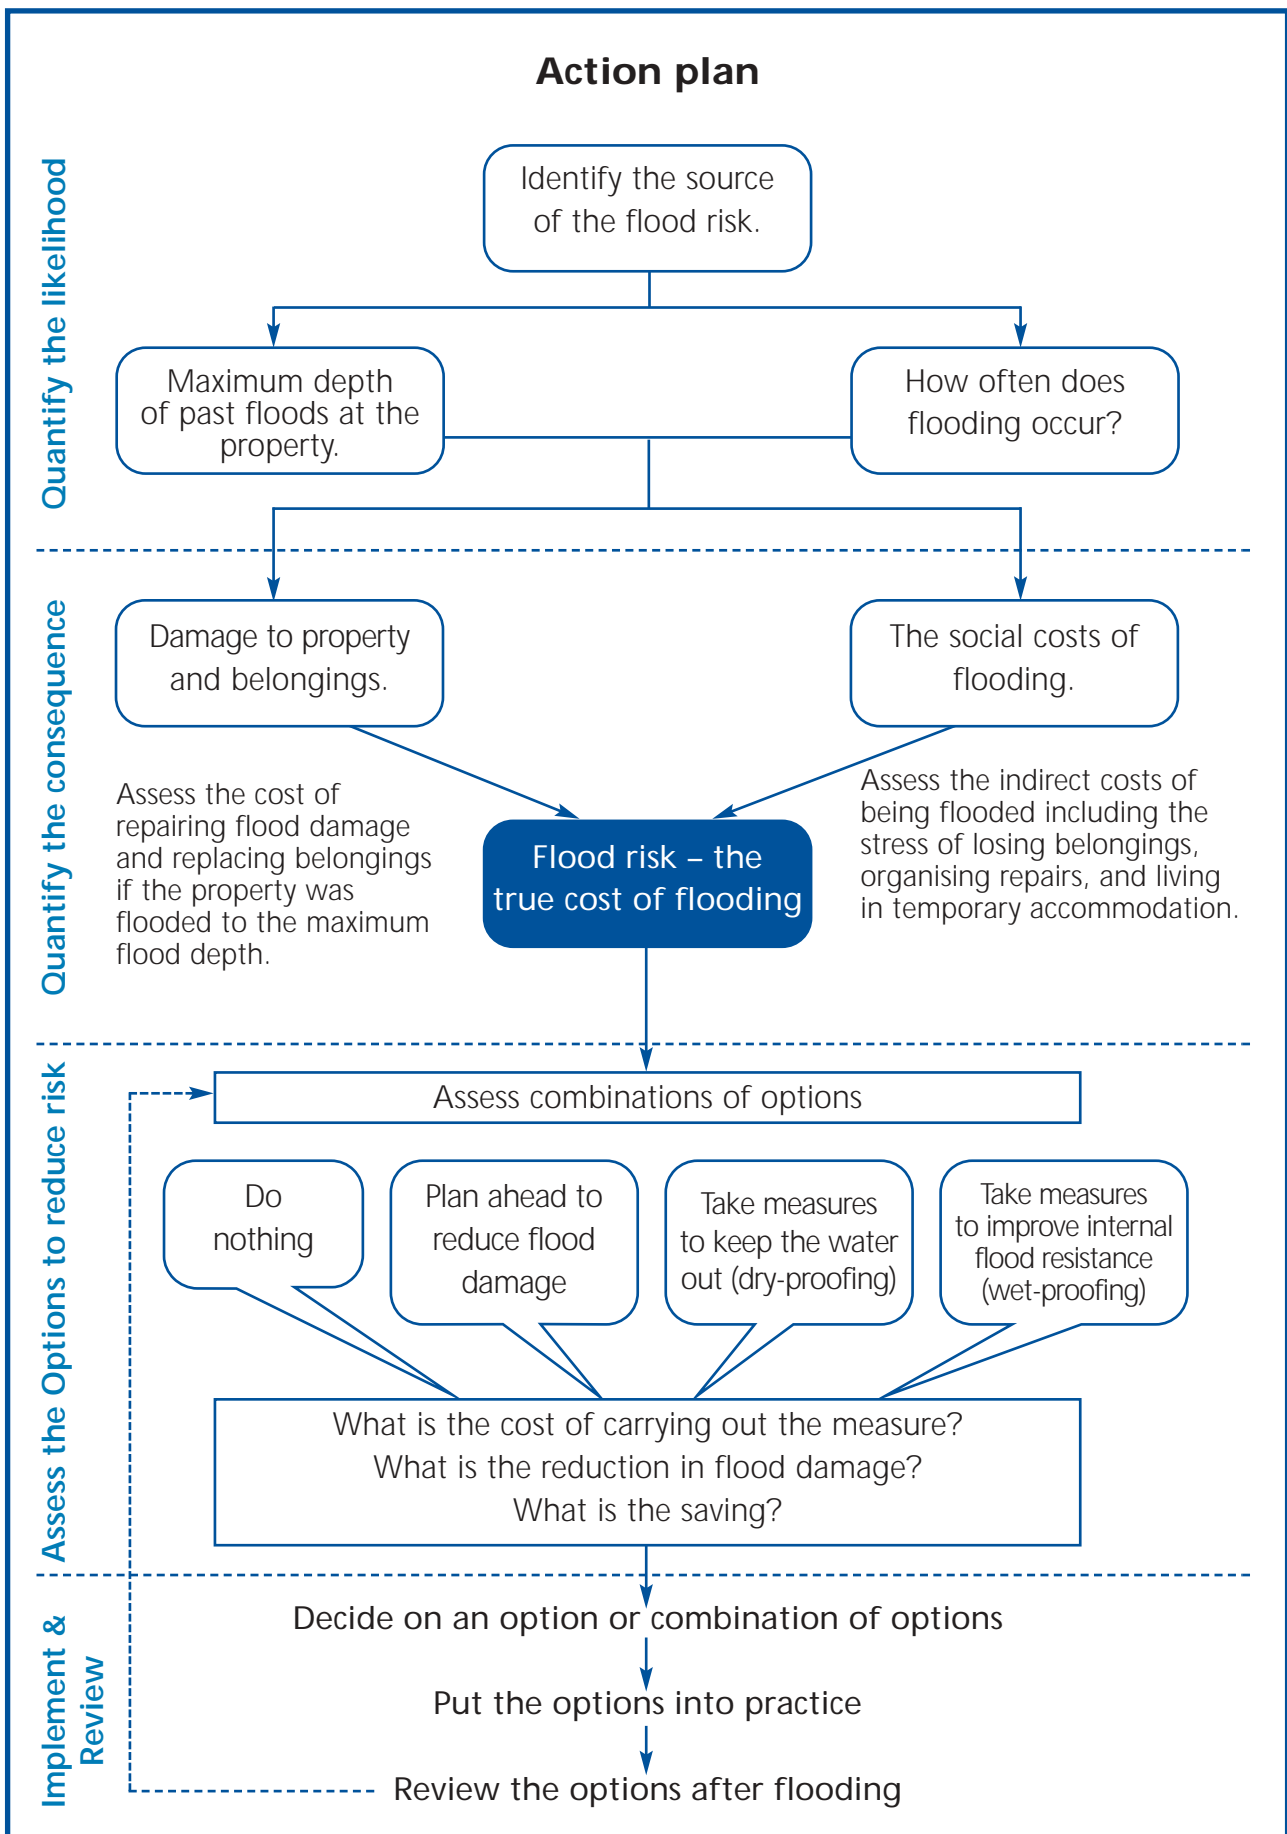 Action plan
Quantify the likelihood
Identify the source
of the flood risk.
Maximum depth
of past floods at the
property.
How often does
flooding occur?
Quantify the consequence
Damage to property
and belongings.
The social costs of
flooding.
Assess the cost of
repairing flood damage
and replacing belongings
if the property was
flooded to the maximum
flood depth.
Flood risk – the
true cost of flooding
Assess the indirect costs of
being flooded including the
stress of losing belongings,
organising repairs, and living
in temporary accommodation.
Assess the Options to reduce risk
Assess combinations of options
Do
nothing
Plan ahead to
reduce flood
damage
Take measures
to keep the water
out (dry-proofing)
Take measures
to improve internal
flood resistance
(wet-proofing)
What is the cost of carrying out the measure?
What is the reduction in flood damage?
What is the saving?
Implement &
Review
Decide on an option or combination of options
Put the options into practice
Review the options after flooding